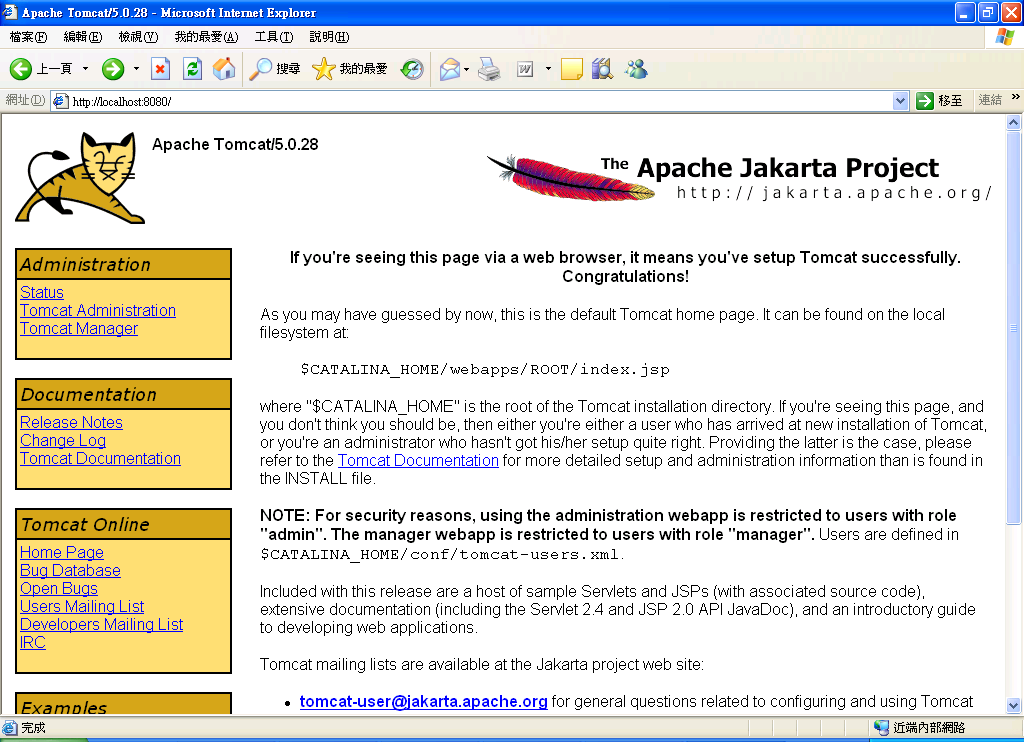 Apache Tomcat/5.0.28 - Microsoft Internet Explorer
檔案(F) 編輯(E) 檢視(V) 我的最愛(A) 工具(T) 說明(H)
上一頁 搜尋 我的最愛
網址(D) http://localhost:8080/ 移至 連結 »
Apache Tomcat/5.0.28
The Apache Jakarta Project
http://jakarta.apache.org/
Administration
Status
Tomcat Administration
Tomcat Manager
Documentation
Release Notes
Change Log
Tomcat Documentation
Tomcat Online
Home Page
Bug Database
Open Bugs
Users Mailing List
Developers Mailing List
IRC
Examples
If you're seeing this page via a web browser, it means you've setup Tomcat successfully.
Congratulations!
As you may have guessed by now, this is the default Tomcat home page. It can be found on the local
filesystem at:
$CATALINA_HOME/webapps/ROOT/index.jsp
where "$CATALINA_HOME" is the root of the Tomcat installation directory. If you're seeing this page, and
you don't think you should be, then either you're either a user who has arrived at new installation of Tomcat,
or you're an administrator who hasn't got his/her setup quite right. Providing the latter is the case, please
refer to the Tomcat Documentation for more detailed setup and administration information than is found in
the INSTALL file.
NOTE: For security reasons, using the administration webapp is restricted to users with role
"admin". The manager webapp is restricted to users with role "manager". Users are defined in
$CATALINA_HOME/conf/tomcat-users.xml.
Included with this release are a host of sample Servlets and JSPs (with associated source code),
extensive documentation (including the Servlet 2.4 and JSP 2.0 API JavaDoc), and an introductory guide
to developing web applications.
Tomcat mailing lists are available at the Jakarta project web site:
• tomcat-user@jakarta.apache.org for general questions related to configuring and using Tomcat
完成 近端內部網路